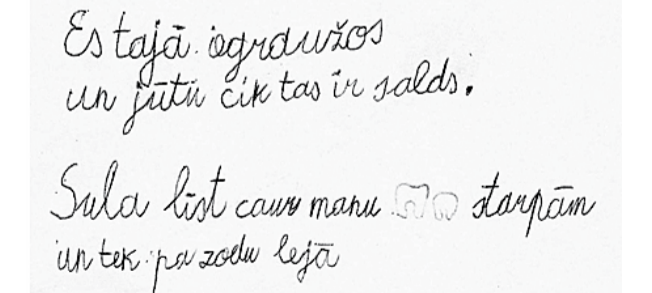 Es tajā iegraužos
un jūtu cik tas ir salds.
Sula līst caur manu starpām
un tek pa zodu lejā